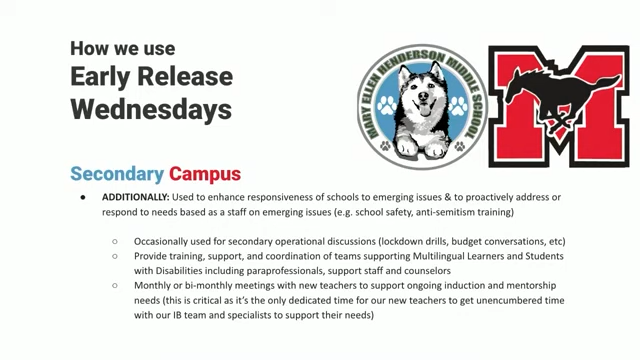 How we use
Early Release
Wednesdays
MARY ELLEN HENDERSON MIDDLE SCHOOL
M
Secondary Campus
● ADDITIONALLY: Used to enhance responsiveness of schools to emerging issues & to proactively address or
respond to needs based as a staff on emerging issues (e.g. school safety, anti-semitism training)
○ Occasionally used for secondary operational discussions (lockdown drills, budget conversations, etc)
○ Provide training, support, and coordination of teams supporting Multilingual Learners and Students
with Disabilities including paraprofessionals, support staff and counselors
○ Monthly or bi-monthly meetings with new teachers to support ongoing induction and mentorship
needs (this is critical as it's the only dedicated time for our new teachers to get unencumbered time
with our IB team and specialists to support their needs)